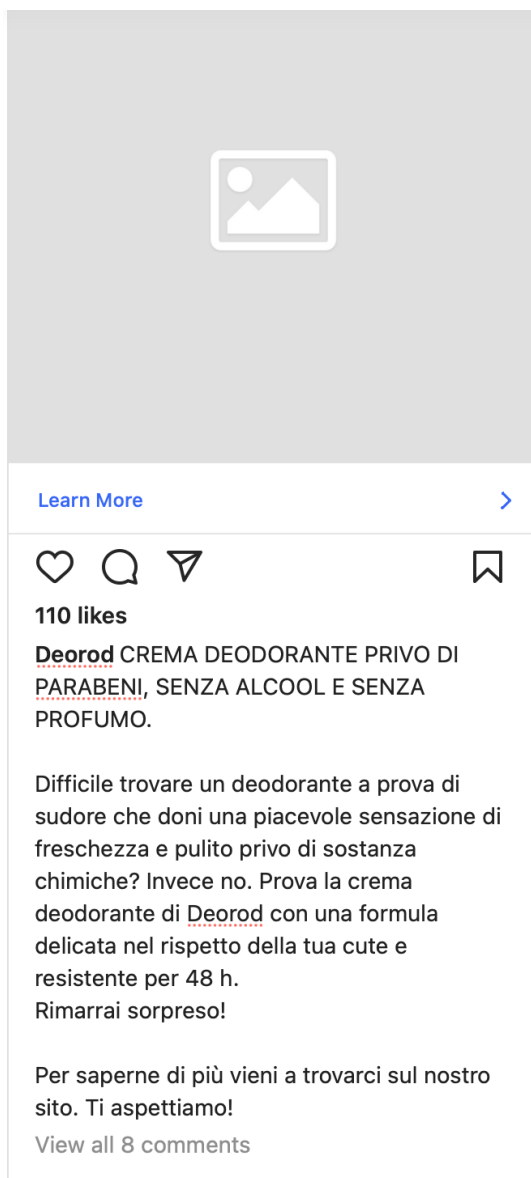 Learn More
110 likes
Deorod CREMA DEODORANTE PRIVO DI
PARABENI, SENZA ALCOOL E SENZA
PROFUMO.
Difficile trovare un deodorante a prova di
sudore che doni una piacevole sensazione di
freschezza e pulito privo di sostanza
chimiche? Invece no. Prova la crema
deodorante di Deorod con una formula
delicata nel rispetto della tua cute e
resistente per 48 h.
Rimarrai sorpreso!
Per saperne di più vieni a trovarci sul nostro
sito. Ti aspettiamo!
View all 8 comments